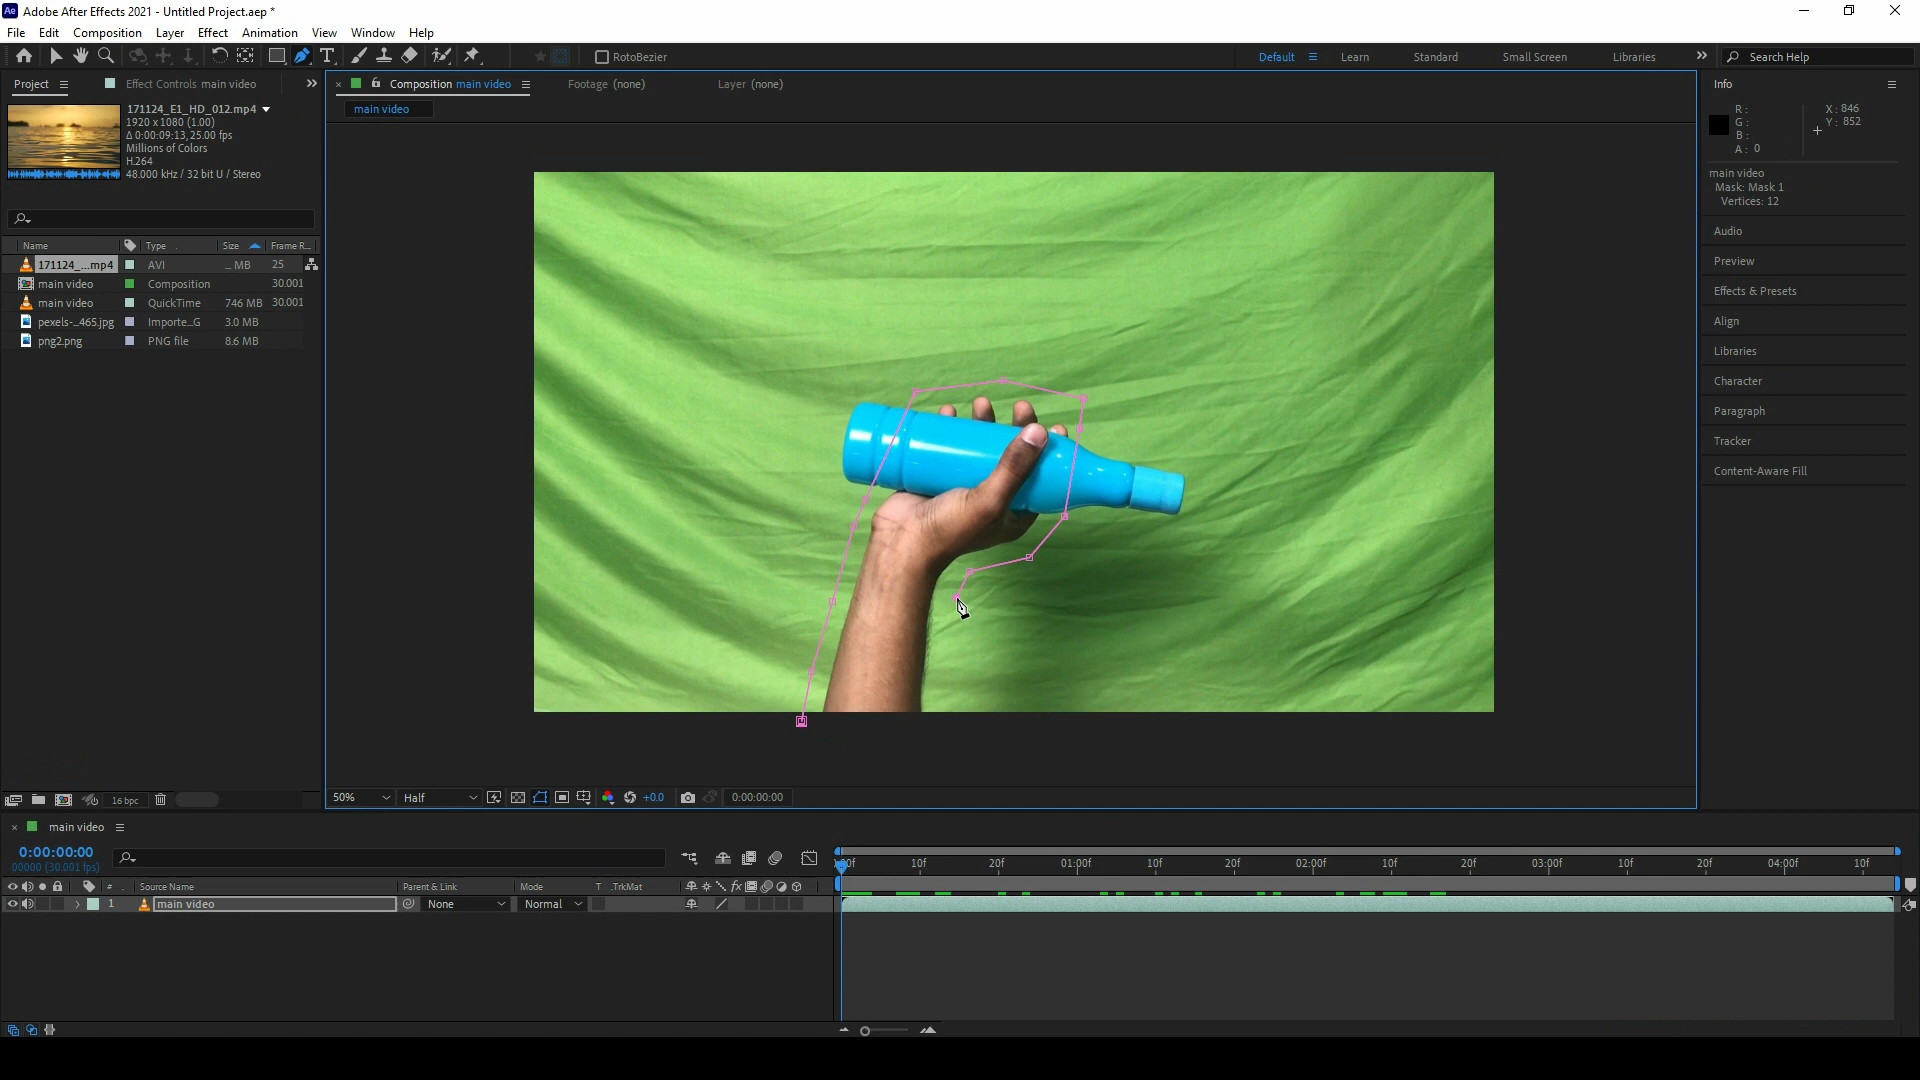 Ae Adobe After Effects 2021 - Untitled Project.aep *
File Edit Composition Layer Effect Animation View Window Help
RotoBezier Default Learn Standard Small Screen Libraries Search Help
Project Effect Controls main video
Composition main video Footage (none) Layer (none)
main video
171124_E1_HD_012.mp4
1920 x 1080 (1.00)
Δ 0:00:09:13, 25.00 fps
Millions of Colors
H.264
48.000 kHz / 32 bit U / Stereo
Name Type Size Frame R...
171124_...mp4 AVI ... MB 25
main video Composition 30.001
main video QuickTime 746 MB 30.001
pexels-...465.jpg Importe...G 3.0 MB
png2.png PNG file 8.6 MB
16 bpc
50% Half +0.0 0:00:00:00
Info
R: X: 846
G: Y: 852
B:
A: 0
main video
Mask: Mask 1
Vertices: 12
Audio
Preview
Effects & Presets
Align
Libraries
Character
Paragraph
Tracker
Content-Aware Fill
main video
0:00:00:00
00000 (30.001 fps)
:00f 10f 20f 01:00f 10f 20f 02:00f 10f 20f 03:00f 10f 20f 04:00f 10f
# Source Name Parent & Link Mode T .TrkMat
1 main video None Normal